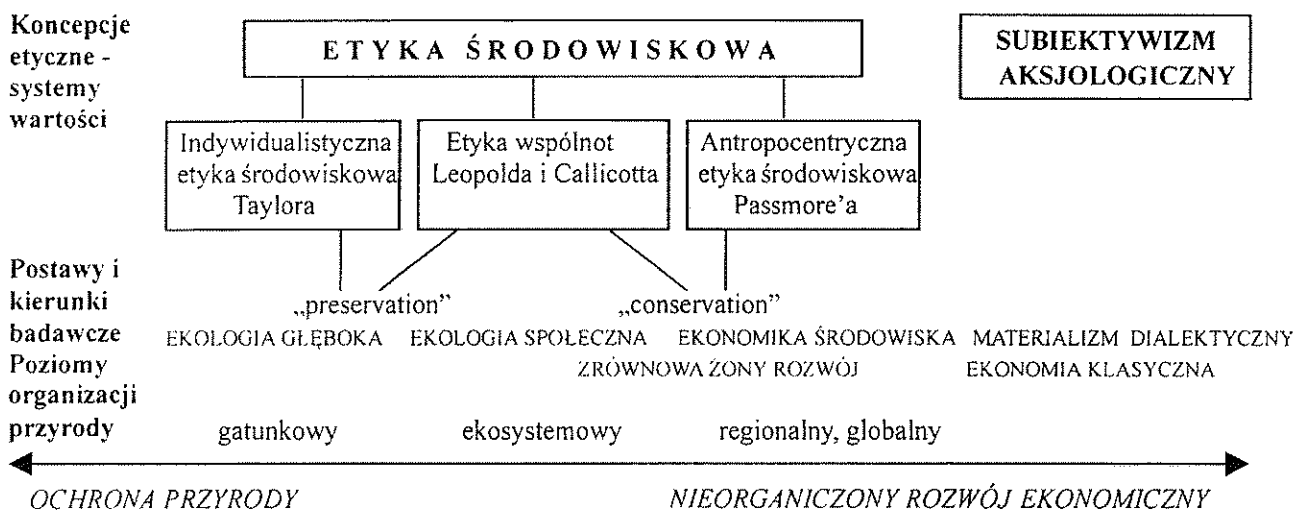 Koncepcje
etyczne -
systemy
wartości
ETYKA ŚRODOWISKOWA
SUBIEKTYWIZM
AKSJOLOGICZNY
Indywidualistyczna
etyka środowiskowa
Taylora
Etyka wspólnot
Leopolda i Callicotta
Antropocentryczna
etyka środowiskowa
Passmore'a
Postawy i
kierunki
badawcze
„preservation” „conservation”
EKOLOGIA GŁĘBOKA EKOLOGIA SPOŁECZNA EKONOMIKA ŚRODOWISKA MATERIALIZM DIALEKTYCZNY
ZRÓWNOWAŻONY ROZWÓJ EKONOMIA KLASYCZNA
Poziomy
organizacji
przyrody
gatunkowy ekosystemowy regionalny, globalny
OCHRONA PRZYRODY NIEORGANICZONY ROZWÓJ EKONOMICZNY